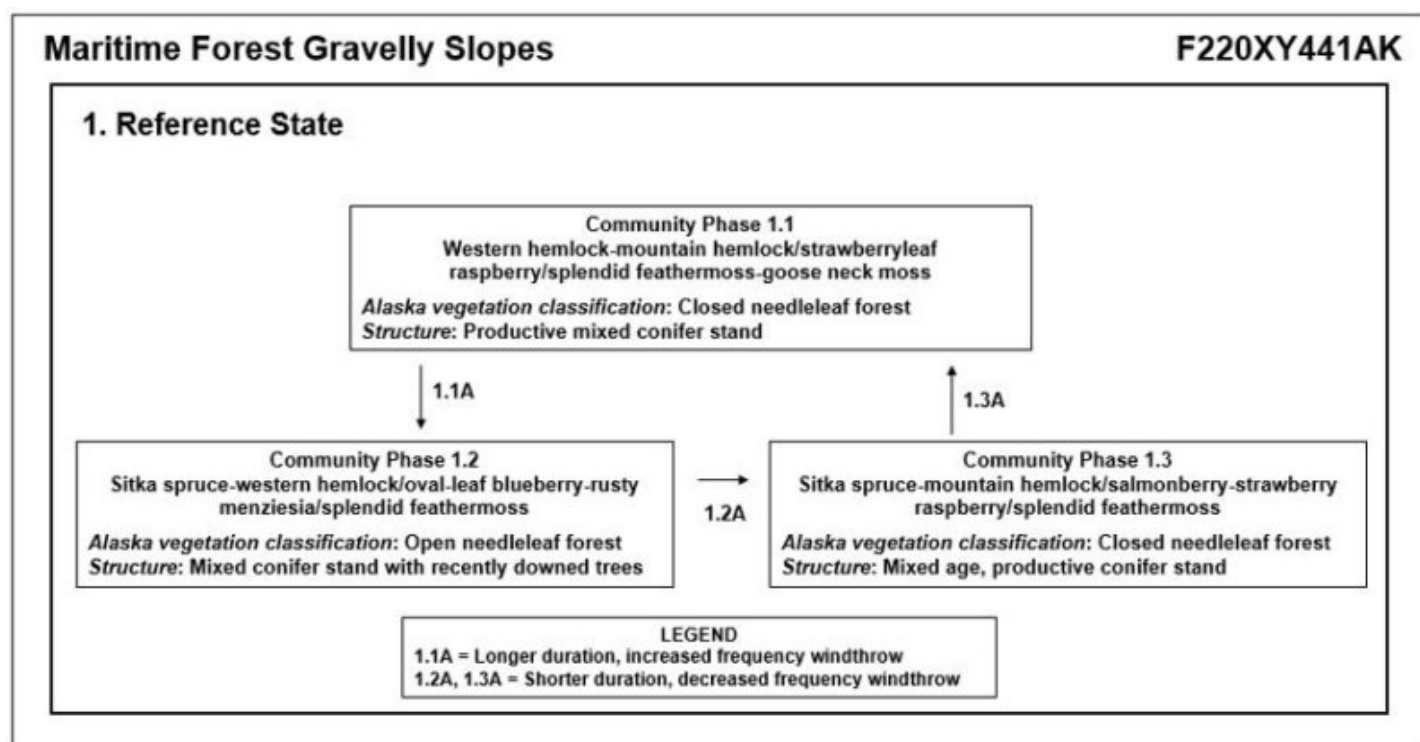 Maritime Forest Gravelly Slopes
F220XY441AK
1. Reference State
Community Phase 1.1
Western hemlock-mountain hemlock/strawberryleaf
raspberry/splendid feathermoss-goose neck moss
Alaska vegetation classification: Closed needleleaf forest
Structure: Productive mixed conifer stand
1.1A
1.3A
Community Phase 1.2
Sitka spruce-western hemlock/oval-leaf blueberry-rusty
menziesia/splendid feathermoss
Alaska vegetation classification: Open needleleaf forest
Structure: Mixed conifer stand with recently downed trees
1.2A
Community Phase 1.3
Sitka spruce-mountain hemlock/salmonberry-strawberry
raspberry/splendid feathermoss
Alaska vegetation classification: Closed needleleaf forest
Structure: Mixed age, productive conifer stand
LEGEND
1.1A = Longer duration, increased frequency windthrow
1.2A, 1.3A = Shorter duration, decreased frequency windthrow